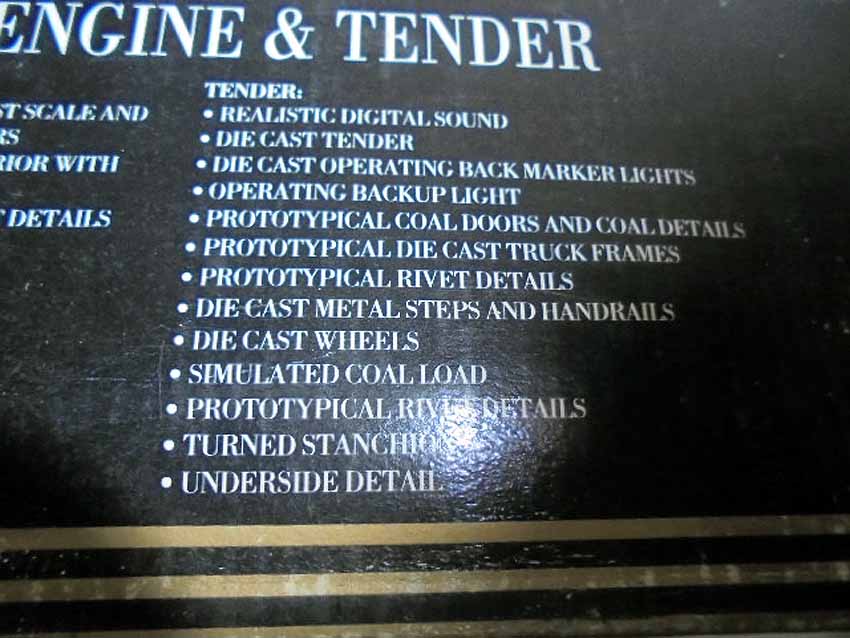 ENGINE & TENDER
ST SCALE AND
RS
RIOR WITH
T DETAILS
TENDER:
• REALISTIC DIGITAL SOUND
• DIE CAST TENDER
• DIE CAST OPERATING BACK MARKER LIGHTS
• OPERATING BACKUP LIGHT
• PROTOTYPICAL COAL DOORS AND COAL DETAILS
• PROTOTYPICAL DIE CAST TRUCK FRAMES
• PROTOTYPICAL RIVET DETAILS
• DIE CAST METAL STEPS AND HANDRAILS
• DIE CAST WHEELS
• SIMULATED COAL LOAD
• PROTOTYPICAL RIVET DETAILS
• TURNED
• UNDERSIDE DETAIL